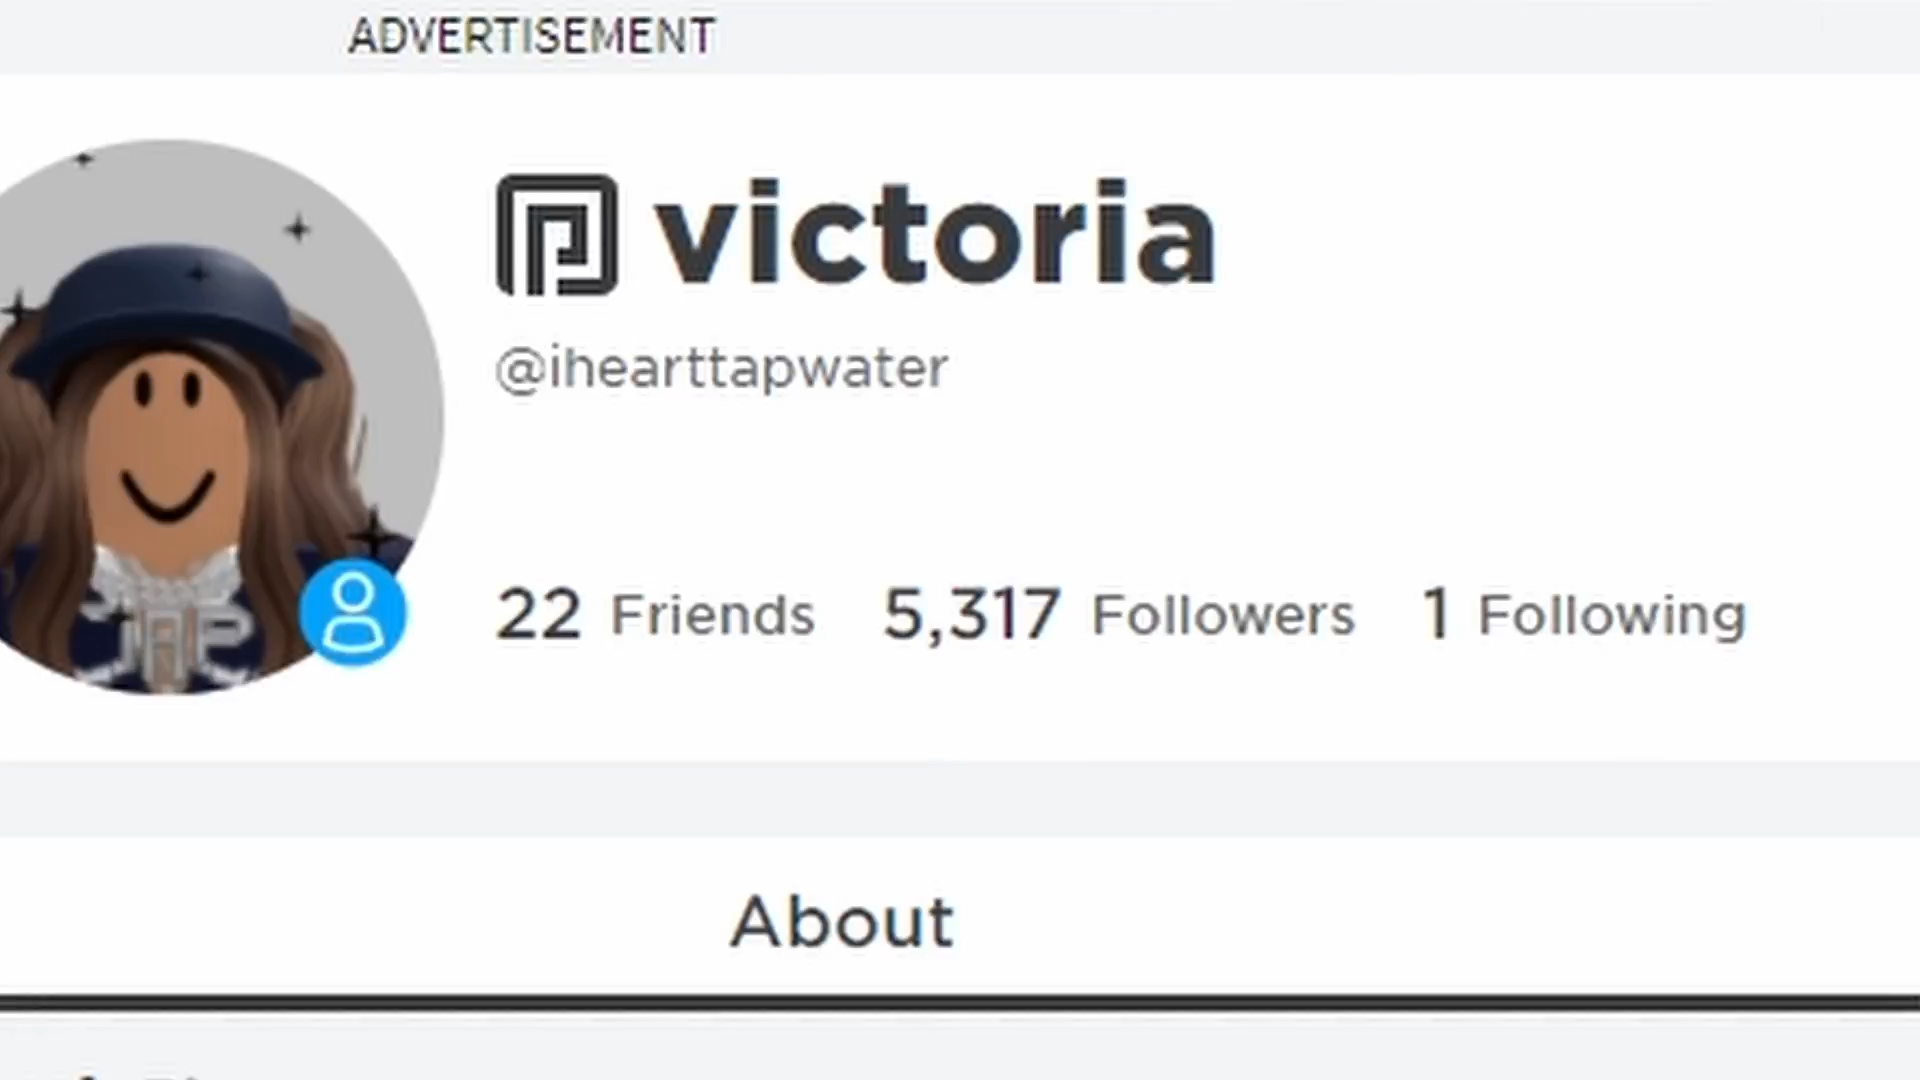 ADVERTISEMENT
victoria
@ihearttapwater
22 Friends 5,317 Followers 1 Following
About